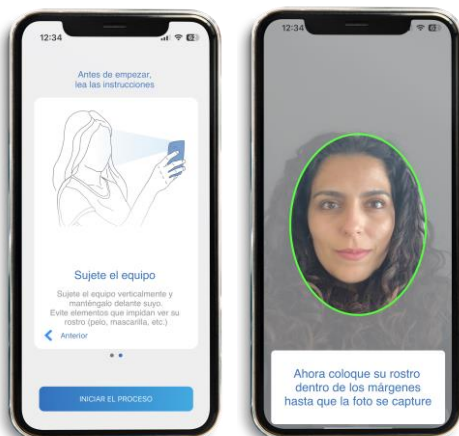 12:34
Antes de empezar,
lea las instrucciones
Sujete el equipo
Sujete el equipo verticalmente y
manténgalo delante suyo.
Evite elementos que impidan ver su
rostro (pelo, mascarilla, etc.)
Anterior
INICIAR EL PROCESO
12:34
Ahora coloque su rostro
dentro de los márgenes
hasta que la foto se capture